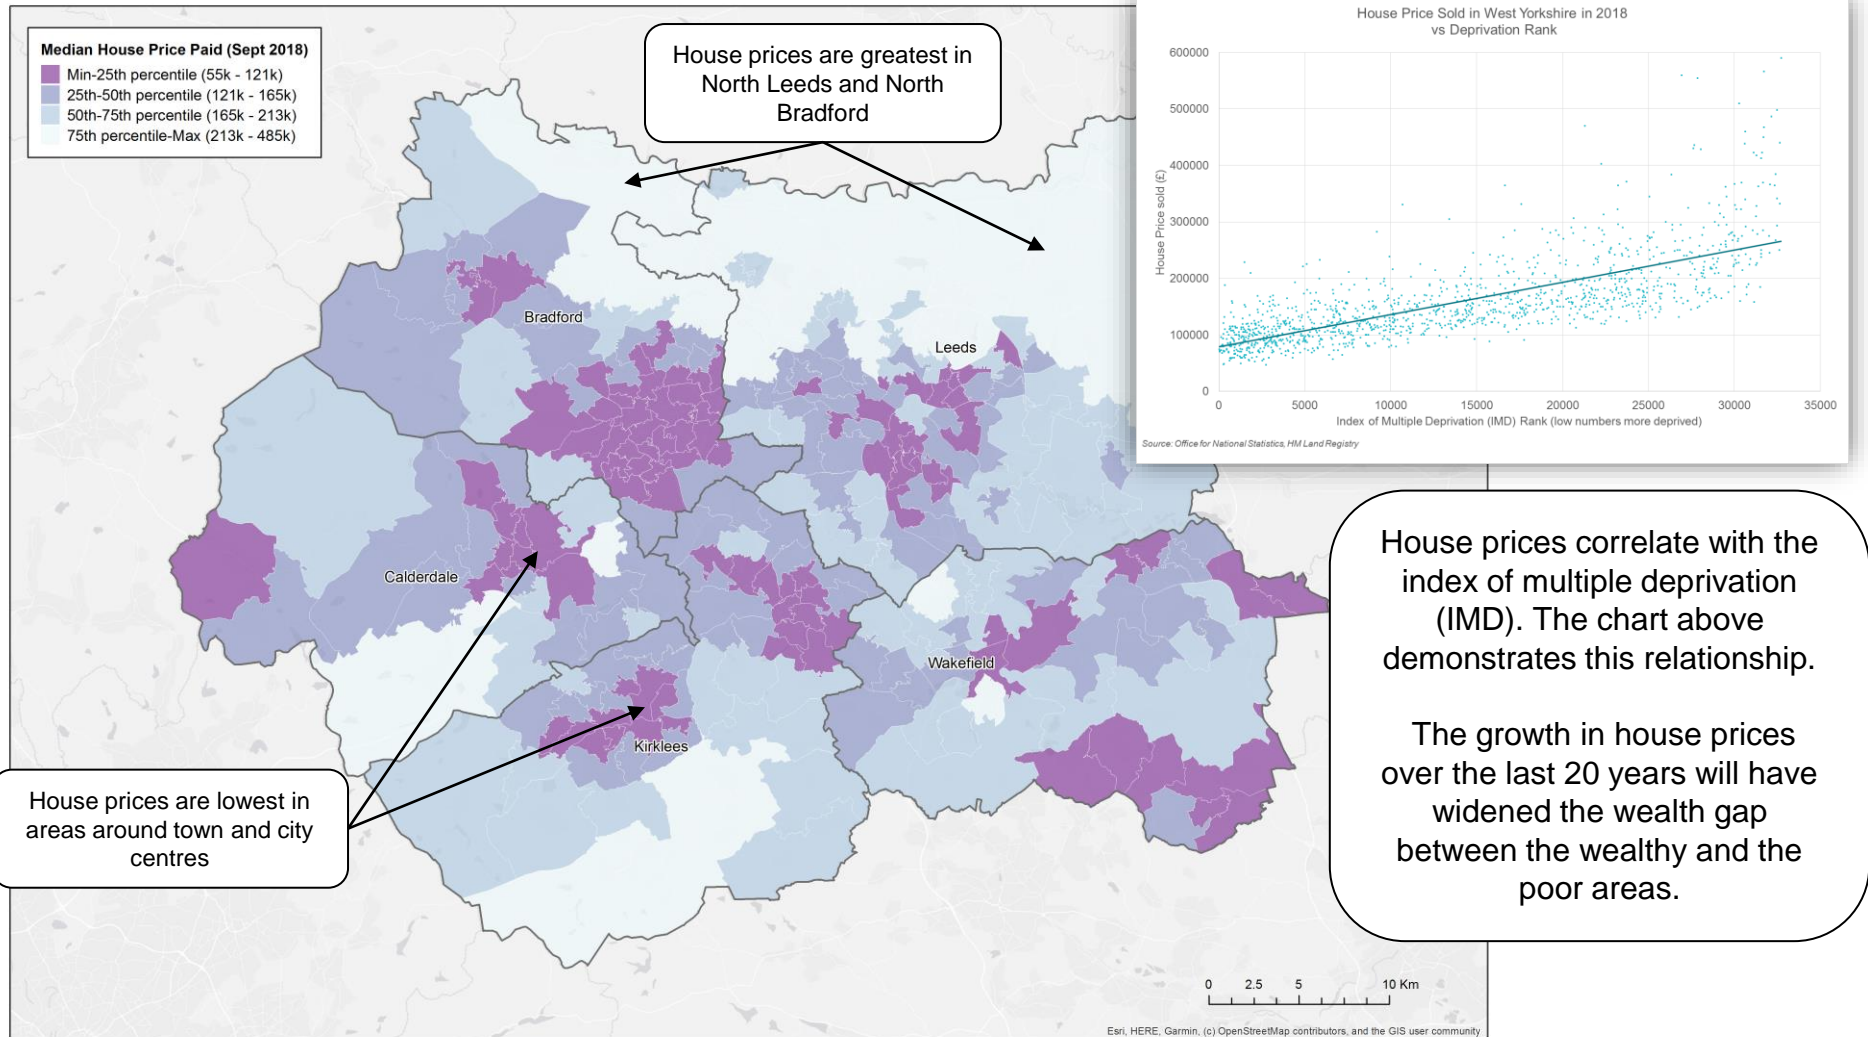 Median House Price Paid (Sept 2018)
Min-25th percentile (55k - 121k)
25th-50th percentile (121k - 165k)
50th-75th percentile (165k - 213k)
75th percentile-Max (213k - 485k)
House prices are greatest in
North Leeds and North
Bradford
House Price Sold in West Yorkshire in 2018
vs Deprivation Rank
House Price sold (£)
600000
500000
400000
300000
200000
100000
0
0 5000 10000 15000 20000 25000 30000 35000
Index of Multiple Deprivation (IMD) Rank (low numbers more deprived)
Source: Office for National Statistics, HM Land Registry
Bradford
Leeds
Calderdale
Wakefield
Kirklees
House prices are lowest in
areas around town and city
centres
House prices correlate with the
index of multiple deprivation
(IMD). The chart above
demonstrates this relationship.
The growth in house prices
over the last 20 years will have
widened the wealth gap
between the wealthy and the
poor areas.
0 2.5 5 10 Km
Esri, HERE, Garmin, (c) OpenStreetMap contributors, and the GIS user community